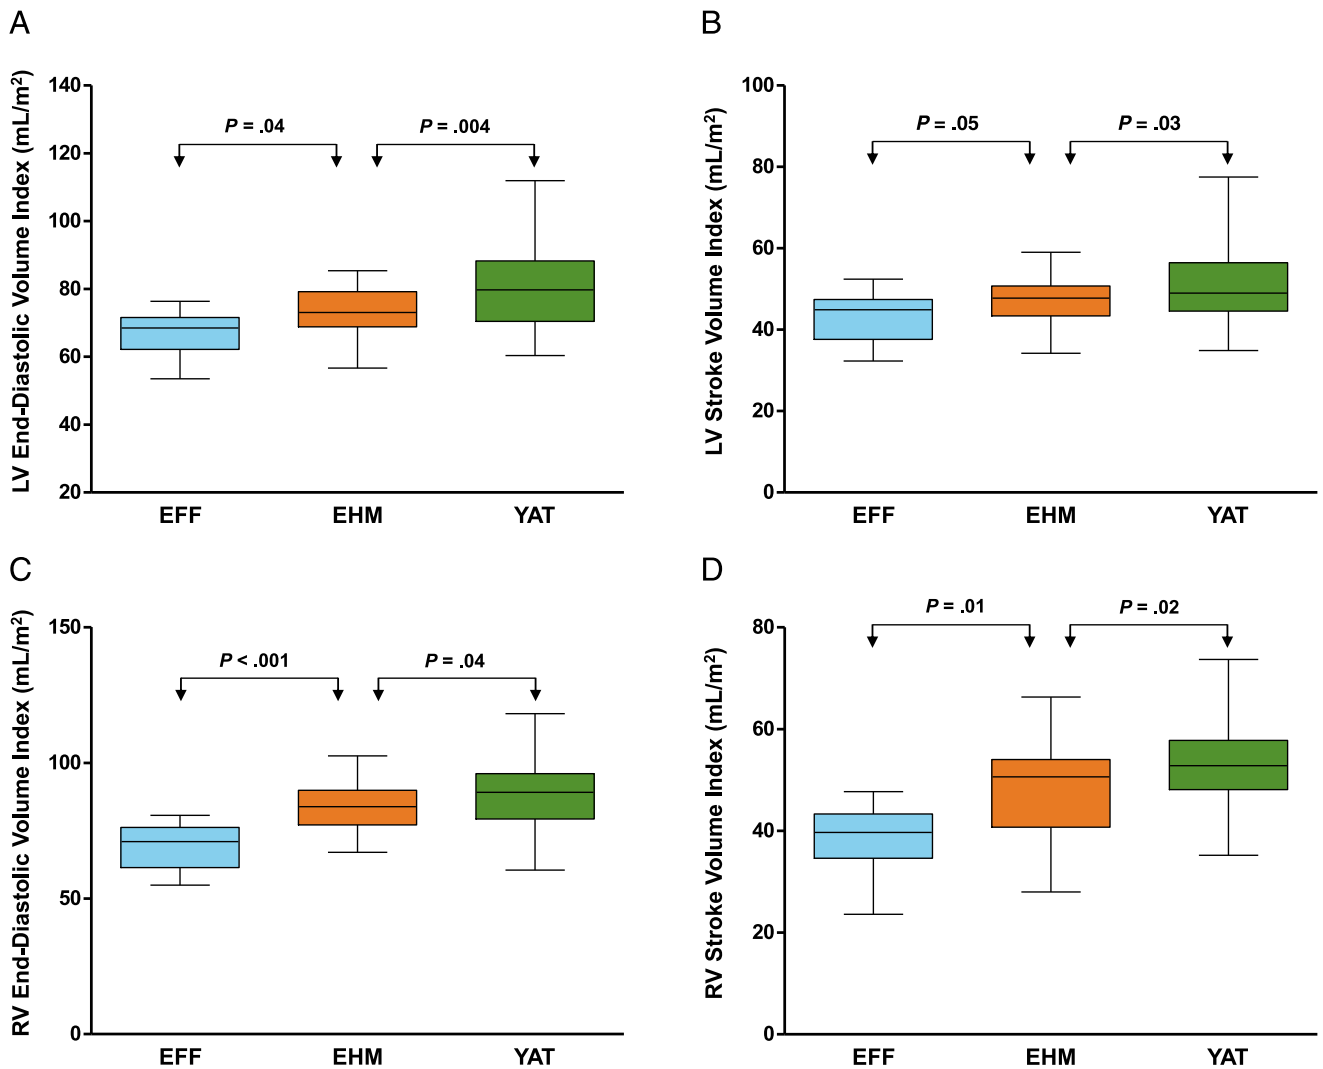 A
LV End-Diastolic Volume Index (mL/m²)
140
120
100
80
60
40
20
P = .04
P = .004
EFF
EHM
YAT
B
LV Stroke Volume Index (mL/m²)
100
80
60
40
20
0
P = .05
P = .03
EFF
EHM
YAT
C
RV End-Diastolic Volume Index (mL/m²)
150
100
50
0
P < .001
P = .04
EFF
EHM
YAT
D
RV Stroke Volume Index (mL/m²)
80
60
40
20
0
P = .01
P = .02
EFF
EHM
YAT